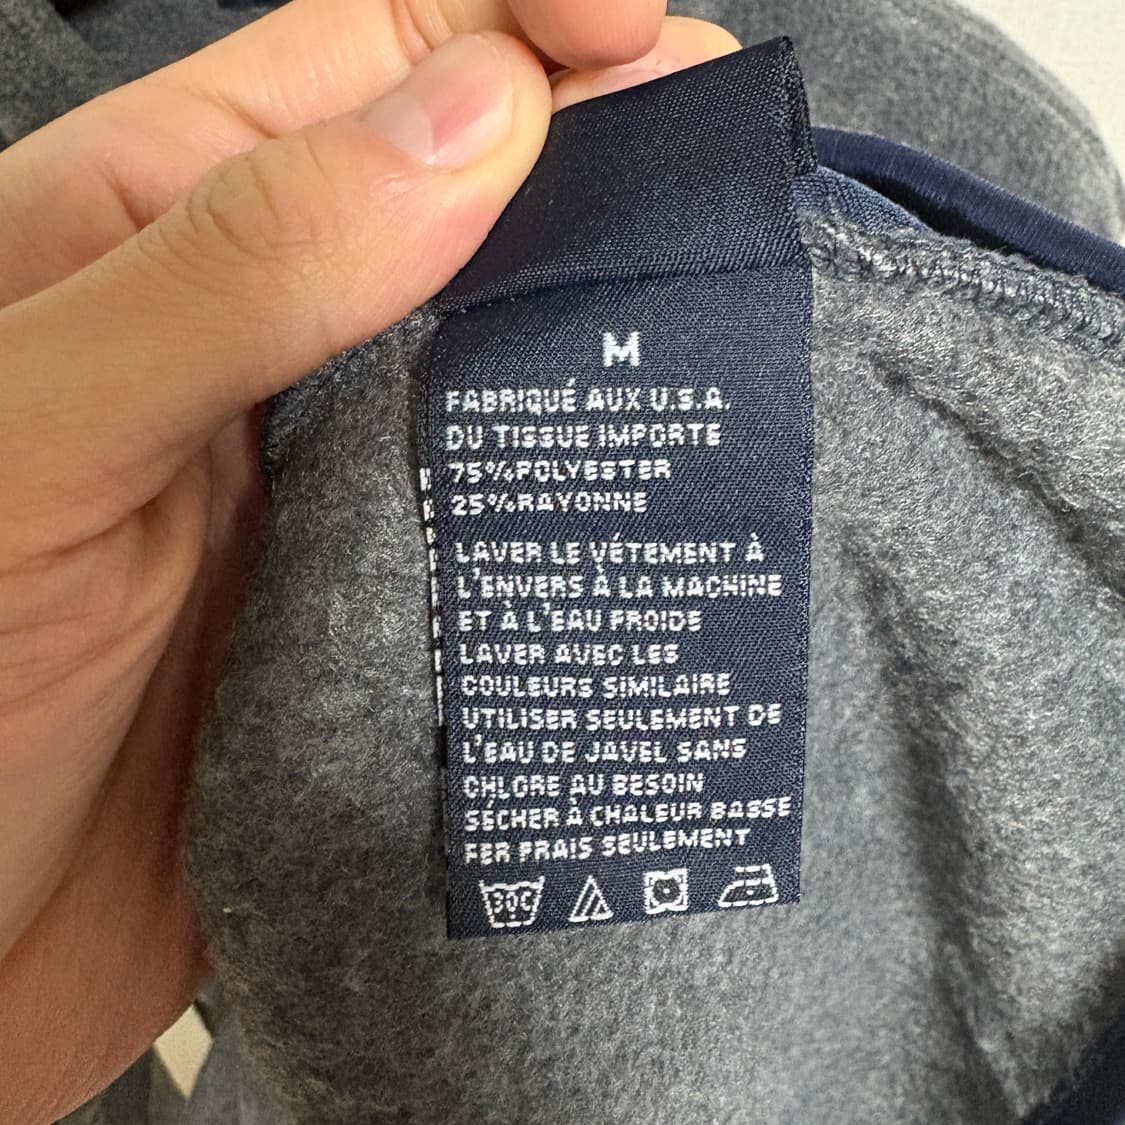 M
FABRIQUÉ AUX U.S.A.
DU TISSUE IMPORTE
75%POLYESTER
25%RAYONNE
LAVER LE VÉTEMENT À
L'ENVERS À LA MACHINE
ET À L'EAU FROIDE
LAVER AVEC LES
COULEURS SIMILAIRE
UTILISER SEULEMENT DE
L'EAU DE JAVEL SANS
CHLORE AU BESOIN
SÉCHER À CHALEUR BASSE
FER FRAIS SEULEMENT
30C